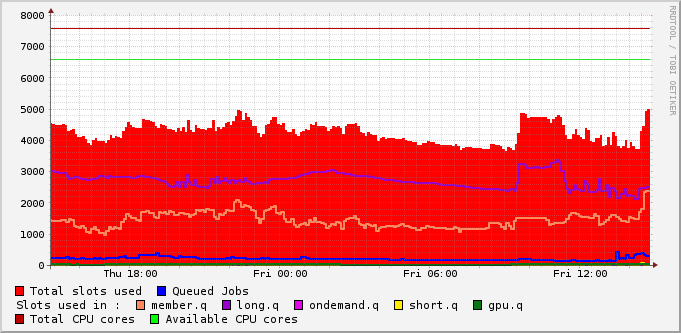 8000
7000
6000
5000
4000
3000
2000
1000
0
Thu 18:00 Fri 00:00 Fri 06:00 Fri 12:00
RRDTOOL / TOBI OETIKER
Total slots used Queued Jobs
Slots used in : member.q long.q ondemand.q short.q gpu.q
Total CPU cores Available CPU cores